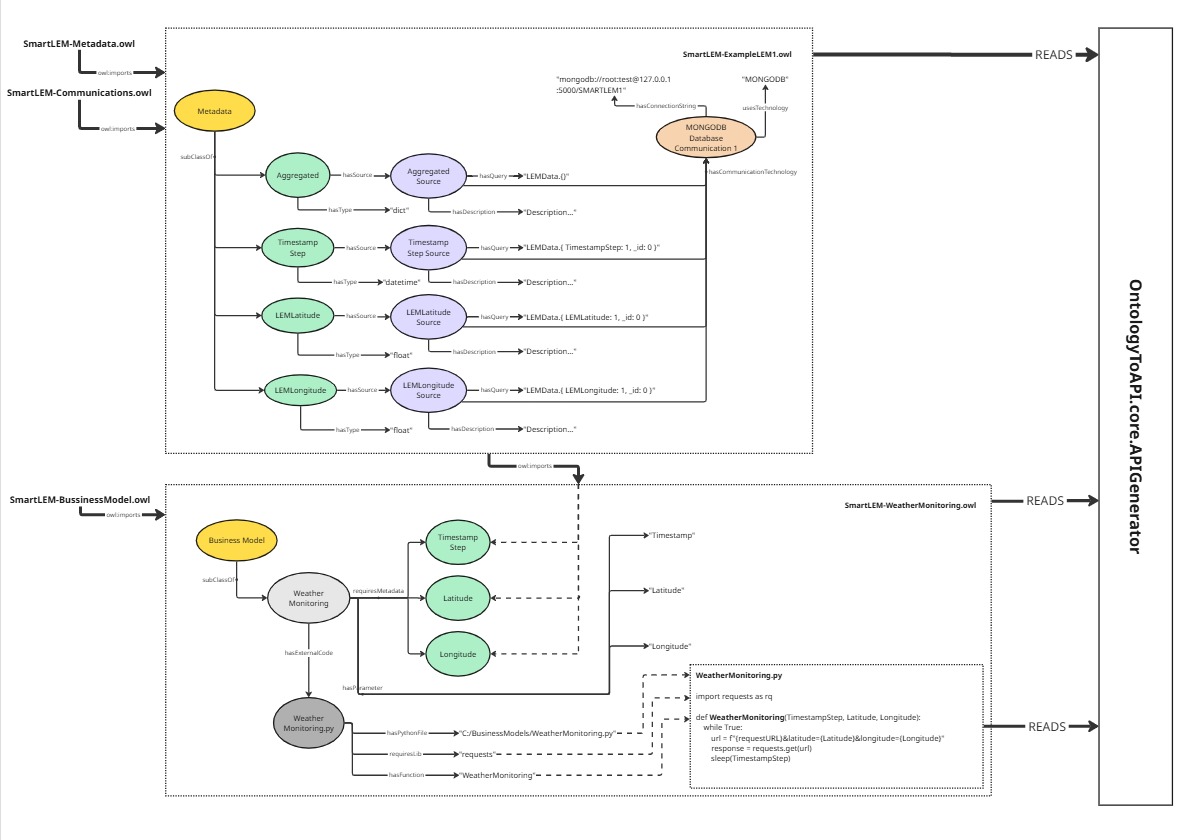 SmartLEM-Metadata.owl
owl:imports
SmartLEM-Communications.owl
owl:imports
SmartLEM-ExampleLEM1.owl
READS
"mongodb://root:test@127.0.0.1
:5000/SMARTLEM1"
"MONGODB"
hasConnectionString
usesTechnology
Metadata
MONGODB
Database
Communication 1
subClassOf
hasCommunicationTechnology
Aggregated
hasSource
Aggregated
Source
hasQuery
"LEMData.{}"
hasType
"dict"
hasDescription
"Description..."
Timestamp
Step
hasSource
Timestamp
Step Source
hasQuery
"LEMData.{ TimestampStep: 1, _id: 0 }"
hasType
"datetime"
hasDescription
"Description..."
LEMLatitude
hasSource
LEMLatitude
Source
hasQuery
"LEMData.{ LEMLatitude: 1, _id: 0 }"
hasType
"float"
hasDescription
"Description..."
LEMLongitude
hasSource
LEMLongitude
Source
hasQuery
"LEMData.{ LEMLongitude: 1, _id: 0 }"
hasType
"float"
hasDescription
"Description..."
OntologyToAPI.core.APIGenerator
owl:imports
SmartLEM-BussinessModel.owl
owl:imports
SmartLEM-WeatherMonitoring.owl
READS
Business Model
subClassOf
Weather
Monitoring
requiresMetadata
Timestamp
Step
Latitude
Longitude
"Timestamp"
"Latitude"
"Longitude"
hasExternalCode
hasParameter
Weather
Monitoring.py
hasPythonFile
"C:/BusinessModels/WeatherMonitoring.py"
requiresLib
"requests"
hasFunction
"WeatherMonitoring"
WeatherMonitoring.py
import requests as rq
def WeatherMonitoring(TimestampStep, Latitude, Longitude):
while True:
url = f"{requestURL}&latitude={Latitude}&longitude={Longitude}"
response = requests.get(url)
sleep(TimestampStep)
READS